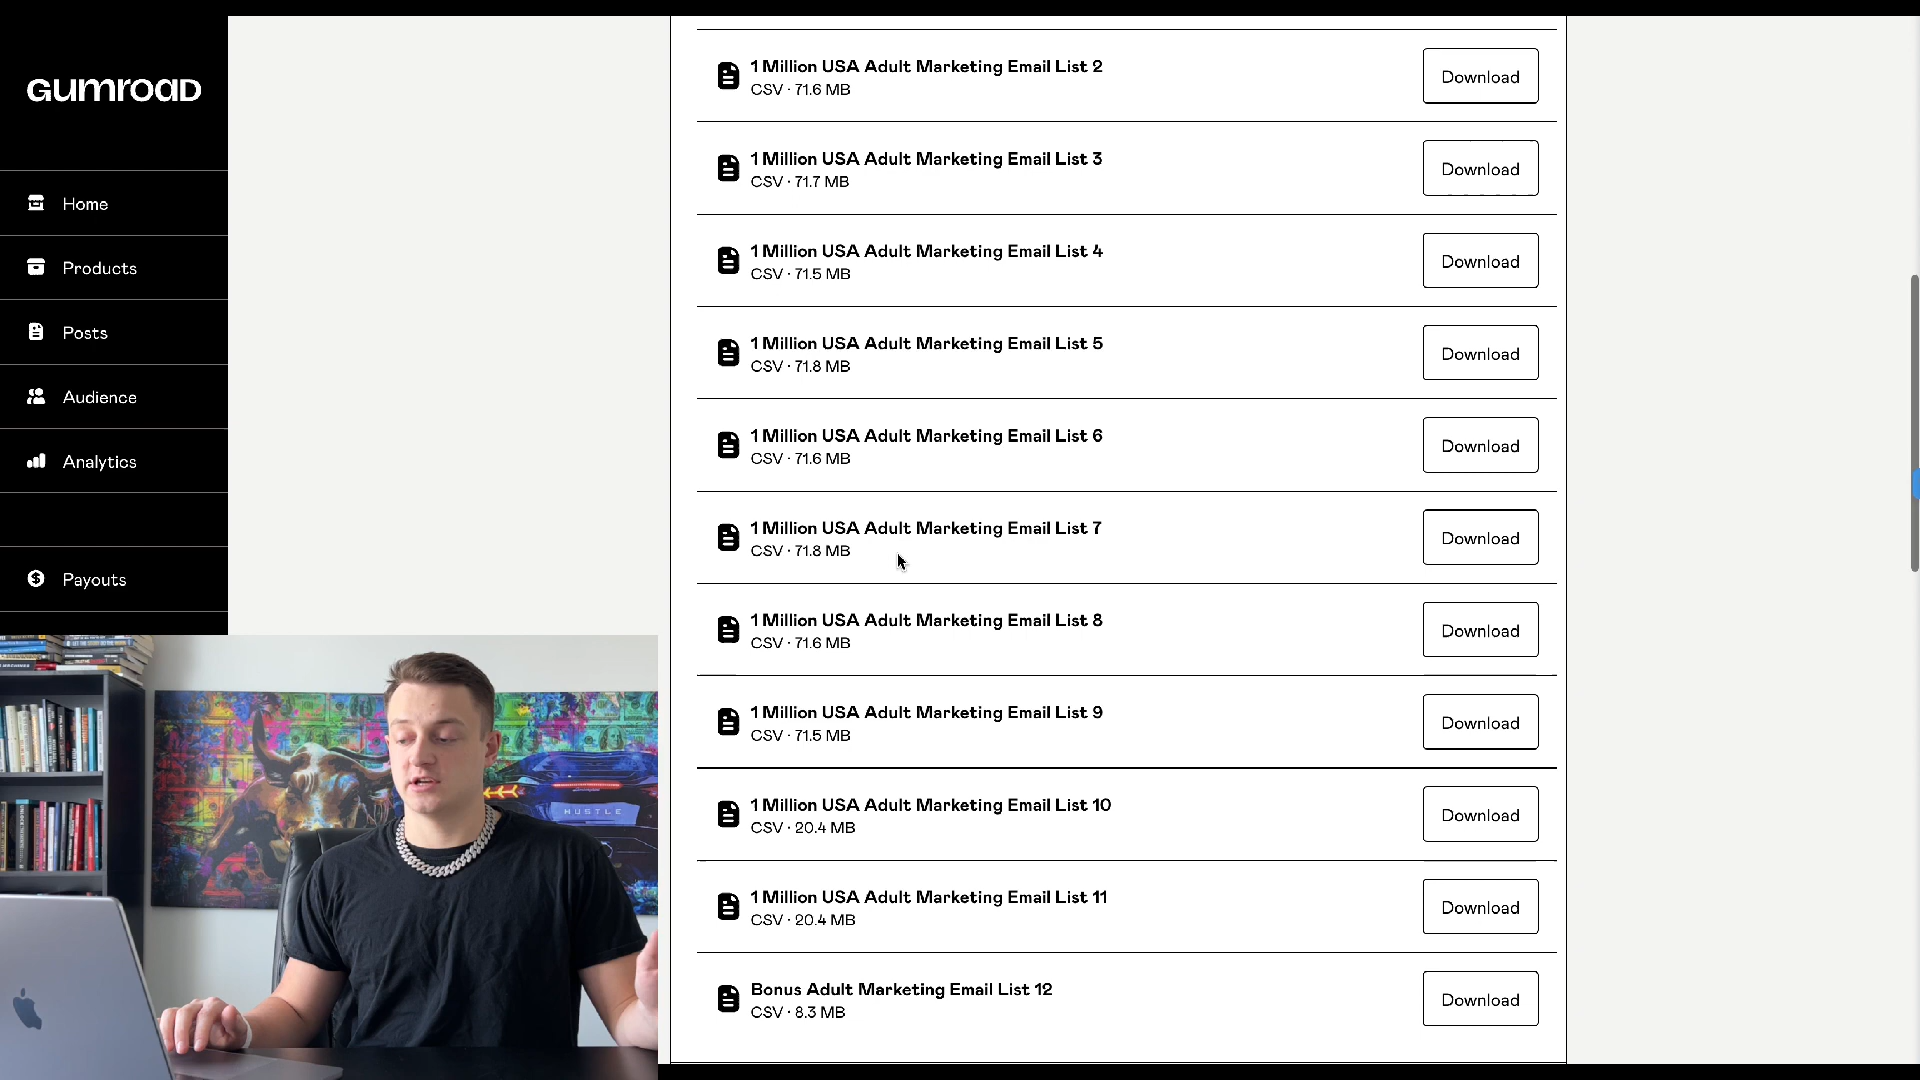 GUMROAD
Home
Products
Posts
Audience
Analytics
Payouts
1 Million USA Adult Marketing Email List 2
CSV · 71.6 MB
Download
1 Million USA Adult Marketing Email List 3
CSV · 71.7 MB
Download
1 Million USA Adult Marketing Email List 4
CSV · 71.5 MB
Download
1 Million USA Adult Marketing Email List 5
CSV · 71.8 MB
Download
1 Million USA Adult Marketing Email List 6
CSV · 71.6 MB
Download
1 Million USA Adult Marketing Email List 7
CSV · 71.8 MB
Download
1 Million USA Adult Marketing Email List 8
CSV · 71.6 MB
Download
1 Million USA Adult Marketing Email List 9
CSV · 71.5 MB
Download
1 Million USA Adult Marketing Email List 10
CSV · 20.4 MB
Download
1 Million USA Adult Marketing Email List 11
CSV · 20.4 MB
Download
Bonus Adult Marketing Email List 12
CSV · 8.3 MB
Download
HUSTLE